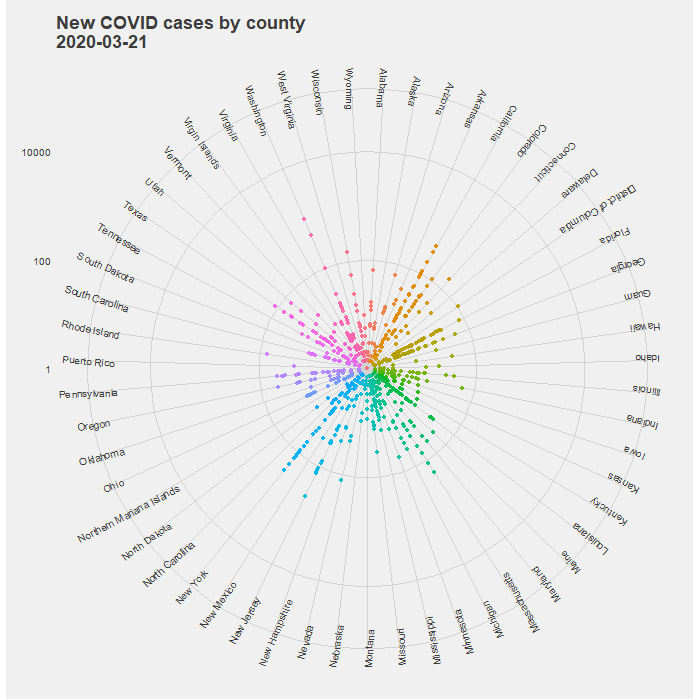 New COVID cases by county
2020-03-21
10000
100
1
Alabama
Alaska
Arizona
Arkansas
California
Colorado
Connecticut
Delaware
District of Columbia
Florida
Georgia
Guam
Hawaii
Idaho
Illinois
Indiana
Iowa
Kansas
Kentucky
Louisiana
Maine
Maryland
Massachusetts
Michigan
Minnesota
Mississippi
Missouri
Montana
Nebraska
Nevada
New Hampshire
New Jersey
New Mexico
New York
North Carolina
North Dakota
Northern Mariana Islands
Ohio
Oklahoma
Oregon
Pennsylvania
Puerto Rico
Rhode Island
South Carolina
South Dakota
Tennessee
Texas
Utah
Vermont
Virgin Islands
Virginia
Washington
West Virginia
Wisconsin
Wyoming